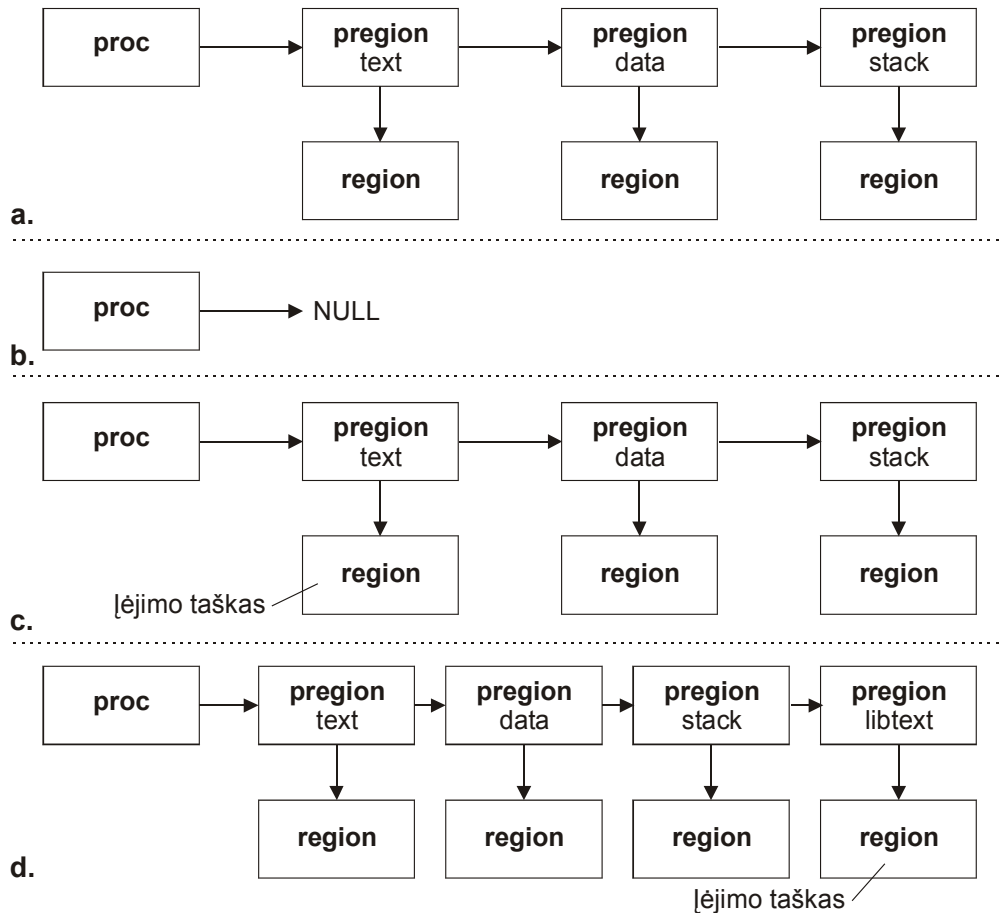 proc
pregion
text
pregion
data
pregion
stack
region
region
region
a.
proc
NULL
b.
proc
pregion
text
pregion
data
pregion
stack
region
region
region
Įėjimo taškas
c.
proc
pregion
text
pregion
data
pregion
stack
pregion
libtext
region
region
region
region
d.
Įėjimo taškas